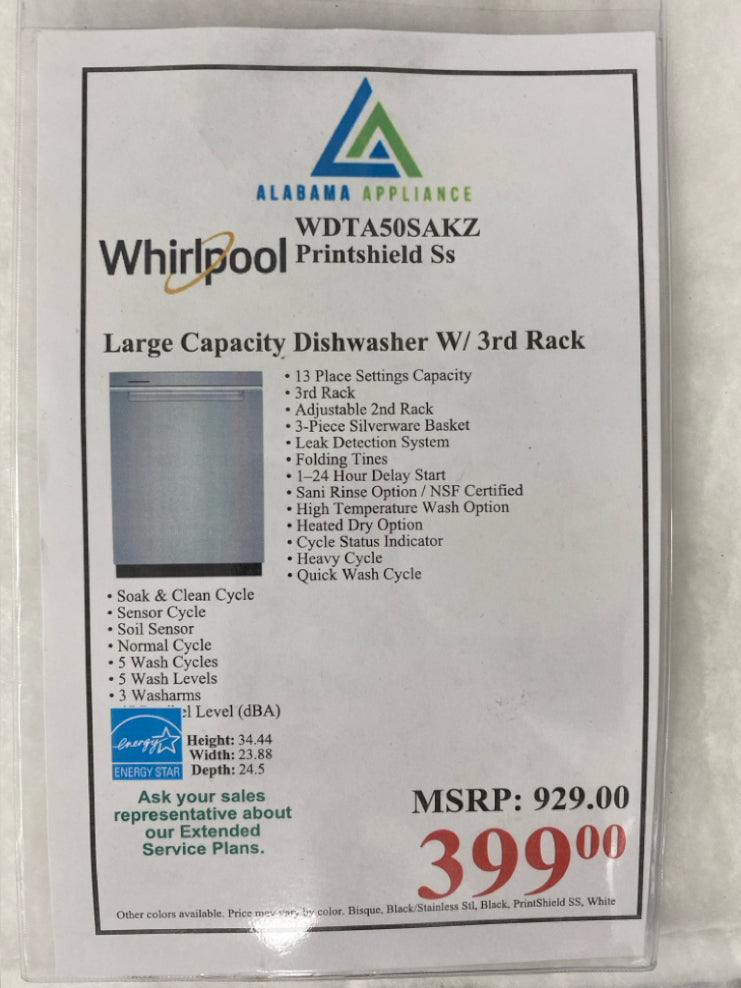 ALABAMA APPLIANCE
Whirlpool
WDTA50SAKZ
Printshield Ss
Large Capacity Dishwasher W/ 3rd Rack
• 13 Place Settings Capacity
• 3rd Rack
• Adjustable 2nd Rack
• 3-Piece Silverware Basket
• Leak Detection System
• Folding Tines
• 1–24 Hour Delay Start
• Sani Rinse Option / NSF Certified
• High Temperature Wash Option
• Heated Dry Option
• Cycle Status Indicator
• Heavy Cycle
• Quick Wash Cycle
• Soak & Clean Cycle
• Sensor Cycle
• Soil Sensor
• Normal Cycle
• 5 Wash Cycles
• 5 Wash Levels
• 3 Washarms
Level (dBA)
energy
ENERGY STAR
Height: 34.44
Width: 23.88
Depth: 24.5
Ask your sales
representative about
our Extended
Service Plans.
MSRP: 929.00
39900
Other colors available. Price may vary by color. Bisque, Black/Stainless Stl, Black, PrintShield SS, White